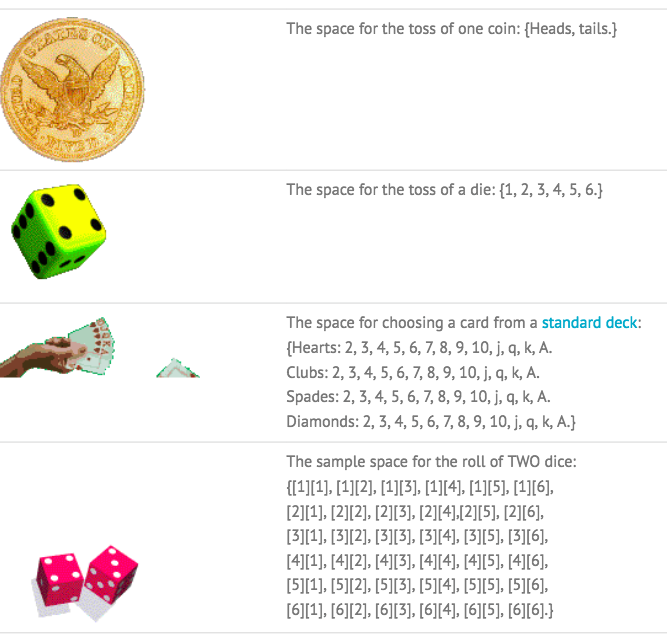 The space for the toss of one coin: {Heads, tails.}
The space for the toss of a die: {1, 2, 3, 4, 5, 6.}
The space for choosing a card from a standard deck:
{Hearts: 2, 3, 4, 5, 6, 7, 8, 9, 10, j, q, k, A.
Clubs: 2, 3, 4, 5, 6, 7, 8, 9, 10, j, q, k, A.
Spades: 2, 3, 4, 5, 6, 7, 8, 9, 10, j, q, k, A.
Diamonds: 2, 3, 4, 5, 6, 7, 8, 9, 10, j, q, k, A.}
The sample space for the roll of TWO dice:
{[1][1], [1][2], [1][3], [1][4], [1][5], [1][6],
[2][1], [2][2], [2][3], [2][4],[2][5], [2][6],
[3][1], [3][2], [3][3], [3][4], [3][5], [3][6],
[4][1], [4][2], [4][3], [4][4], [4][5], [4][6],
[5][1], [5][2], [5][3], [5][4], [5][5], [5][6],
[6][1], [6][2], [6][3], [6][4], [6][5], [6][6].}